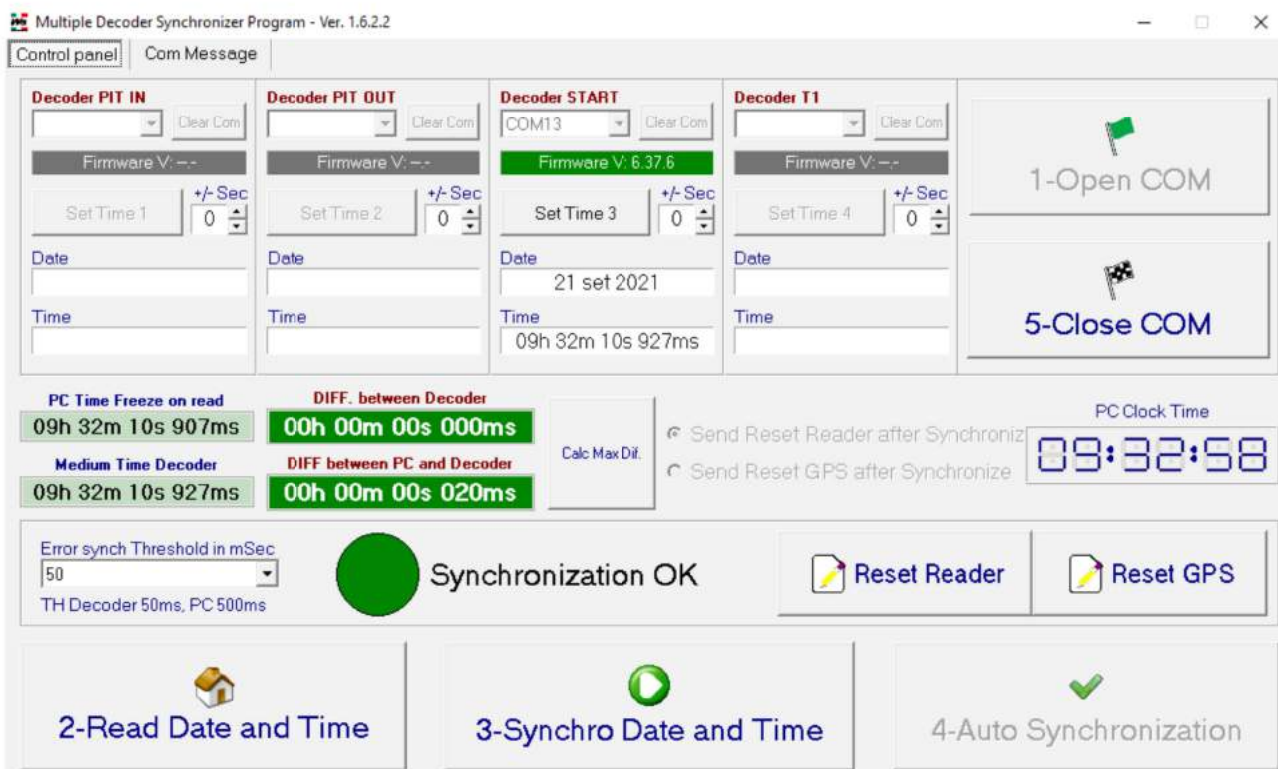 Multiple Decoder Synchronizer Program - Ver. 1.6.2.2
Control panel
Com Message
Decoder PIT IN
Clear Com
Firmware V: --.-
Set Time 1
+/- Sec
0
Date
Time
Decoder PIT OUT
Clear Com
Firmware V: --.-
Set Time 2
+/- Sec
0
Date
Time
Decoder START
COM13
Clear Com
Firmware V: 6.37.6
Set Time 3
+/- Sec
0
Date
21 set 2021
Time
09h 32m 10s 927ms
Decoder T1
Clear Com
Firmware V: --.-
Set Time 4
+/- Sec
0
Date
Time
1-Open COM
5-Close COM
PC Time Freeze on read
09h 32m 10s 907ms
Medium Time Decoder
09h 32m 10s 927ms
DIFF. between Decoder
00h 00m 00s 000ms
DIFF between PC and Decoder
00h 00m 00s 020ms
Calc Max Dif.
Send Reset Reader after Synchroniz
Send Reset GPS after Synchronize
PC Clock Time
09:32:58
Error synch Threshold in mSec
50
TH Decoder 50ms, PC 500ms
Synchronization OK
Reset Reader
Reset GPS
2-Read Date and Time
3-Synchro Date and Time
4-Auto Synchronization